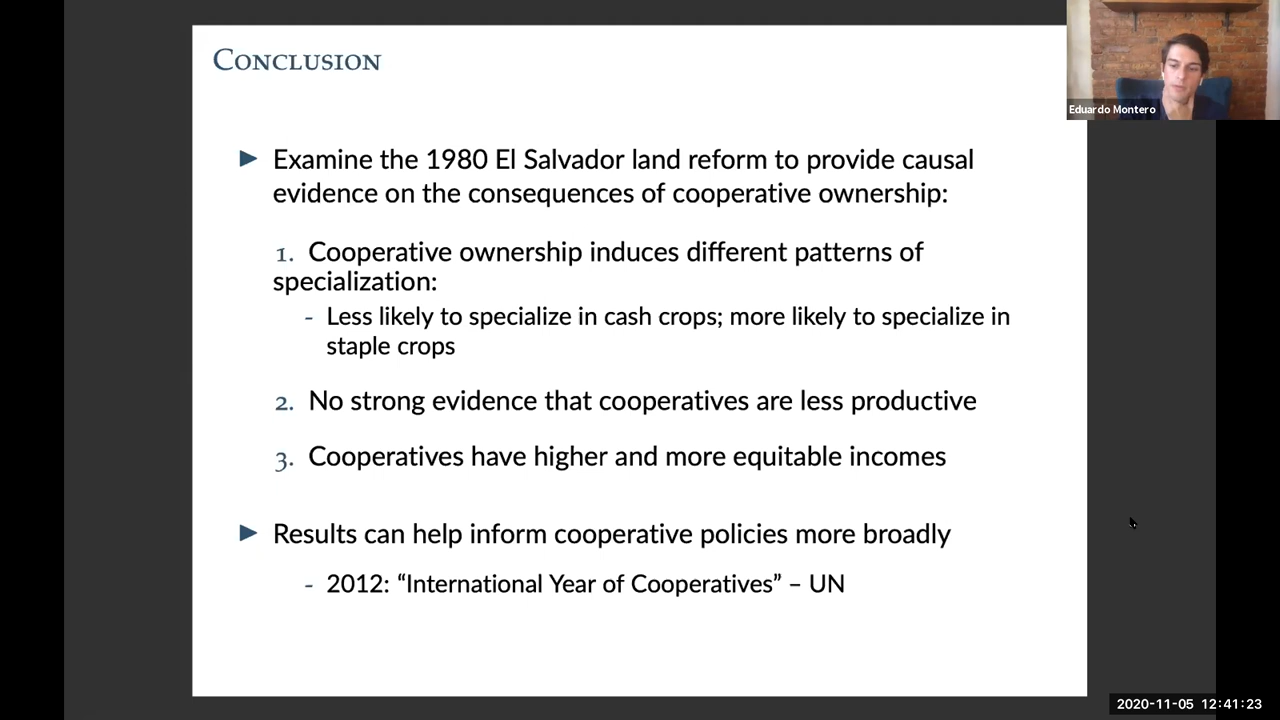 Conclusion
Eduardo Montero
► Examine the 1980 El Salvador land reform to provide causal
evidence on the consequences of cooperative ownership:
1. Cooperative ownership induces different patterns of
specialization:
- Less likely to specialize in cash crops; more likely to specialize in
staple crops
2. No strong evidence that cooperatives are less productive
3. Cooperatives have higher and more equitable incomes
► Results can help inform cooperative policies more broadly
- 2012: “International Year of Cooperatives” – UN
2020-11-05 12:41:23